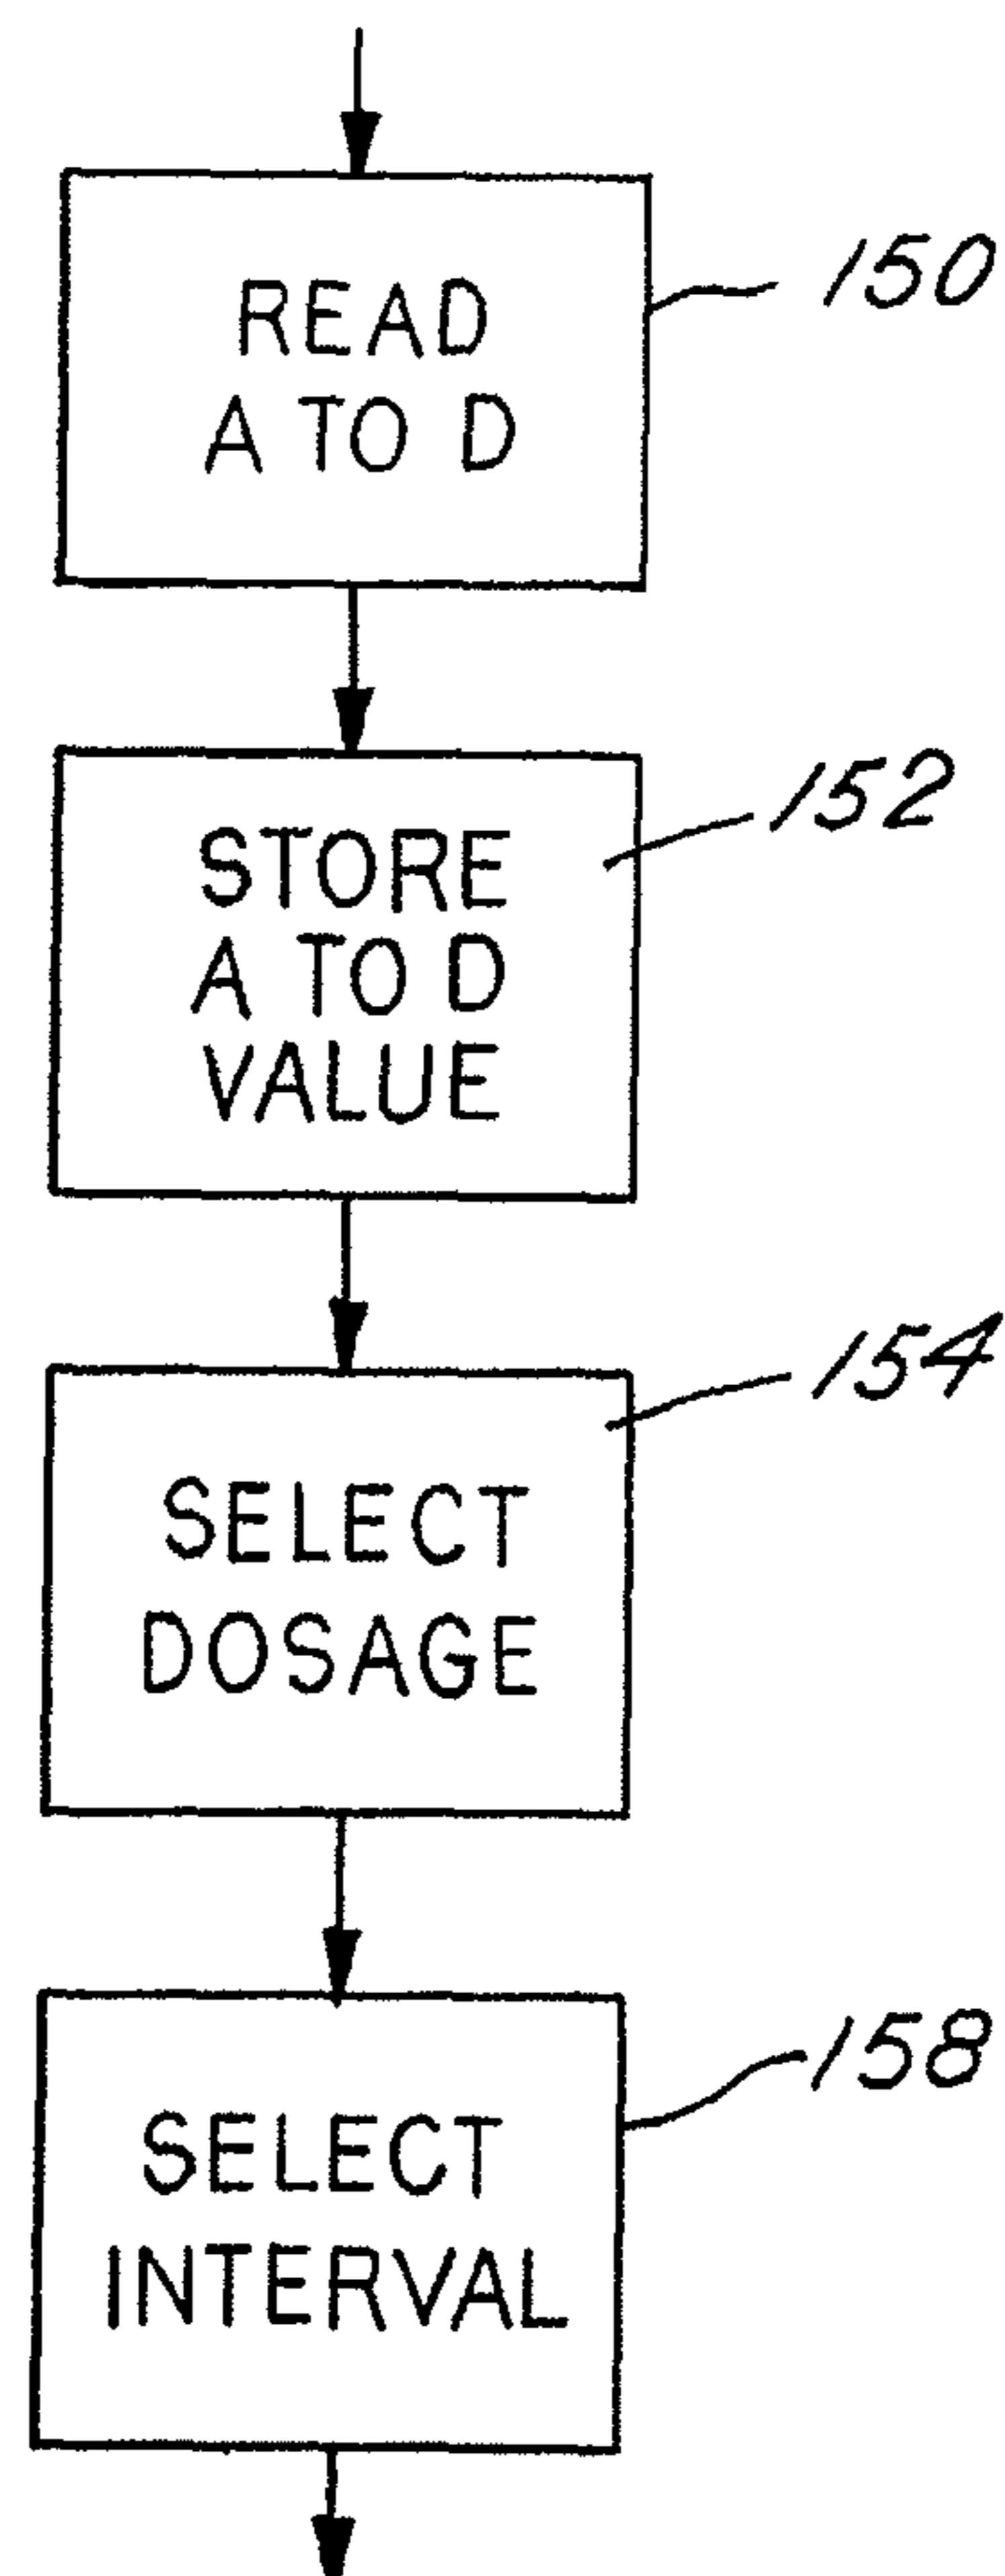 READ
A TO D
150
STORE
A TO D
VALUE
152
SELECT
DOSAGE
154
SELECT
INTERVAL
158